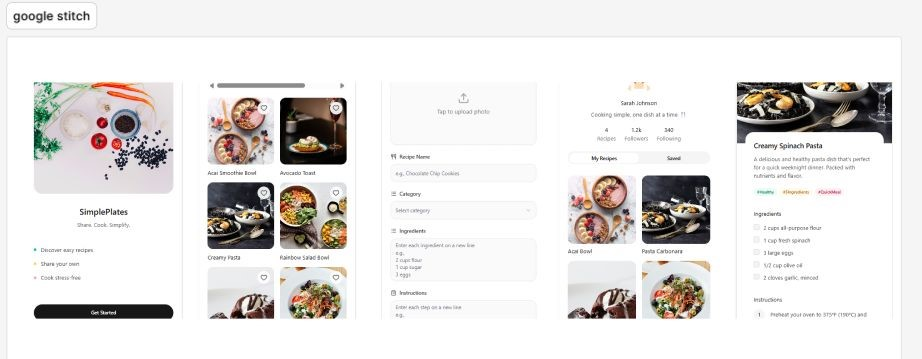 google stitch
SimplePlates
Share. Cook. Simplify.
Discover easy recipes
Share your own
Cook stress-free
Get Started
Acai Smoothie Bowl
Avocado Toast
Creamy Pasta
Rainbow Salad Bowl
Tap to upload photo
Recipe Name
e.g., Chocolate Chip Cookies
Category
Select category
Ingredients
Enter each ingredient on a new line
e.g.,
2 cups flour
1 cup sugar
3 eggs
Instructions
Enter each step on a new line
e.g.,
Sarah Johnson
Cooking simple, one dish at a time.
4
Recipes
1.2k
Followers
340
Following
My Recipes
Saved
Acai Bowl
Pasta Carbonara
Creamy Spinach Pasta
A delicious and healthy pasta dish that's perfect
for a quick weeknight dinner. Packed with
nutrients and flavor.
#Healthy
#5Ingredients
#QuickMeal
Ingredients
2 cups all-purpose flour
1 cup fresh spinach
3 large eggs
1/2 cup olive oil
2 cloves garlic, minced
Instructions
1
Preheat your oven to 375°F (190°C) and